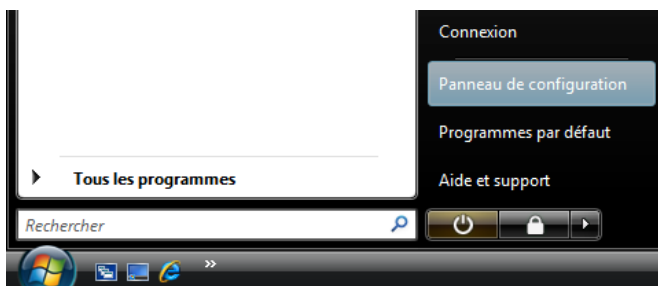 Connexion
Panneau de configuration
Programmes par défaut
Tous les programmes
Aide et support
Rechercher